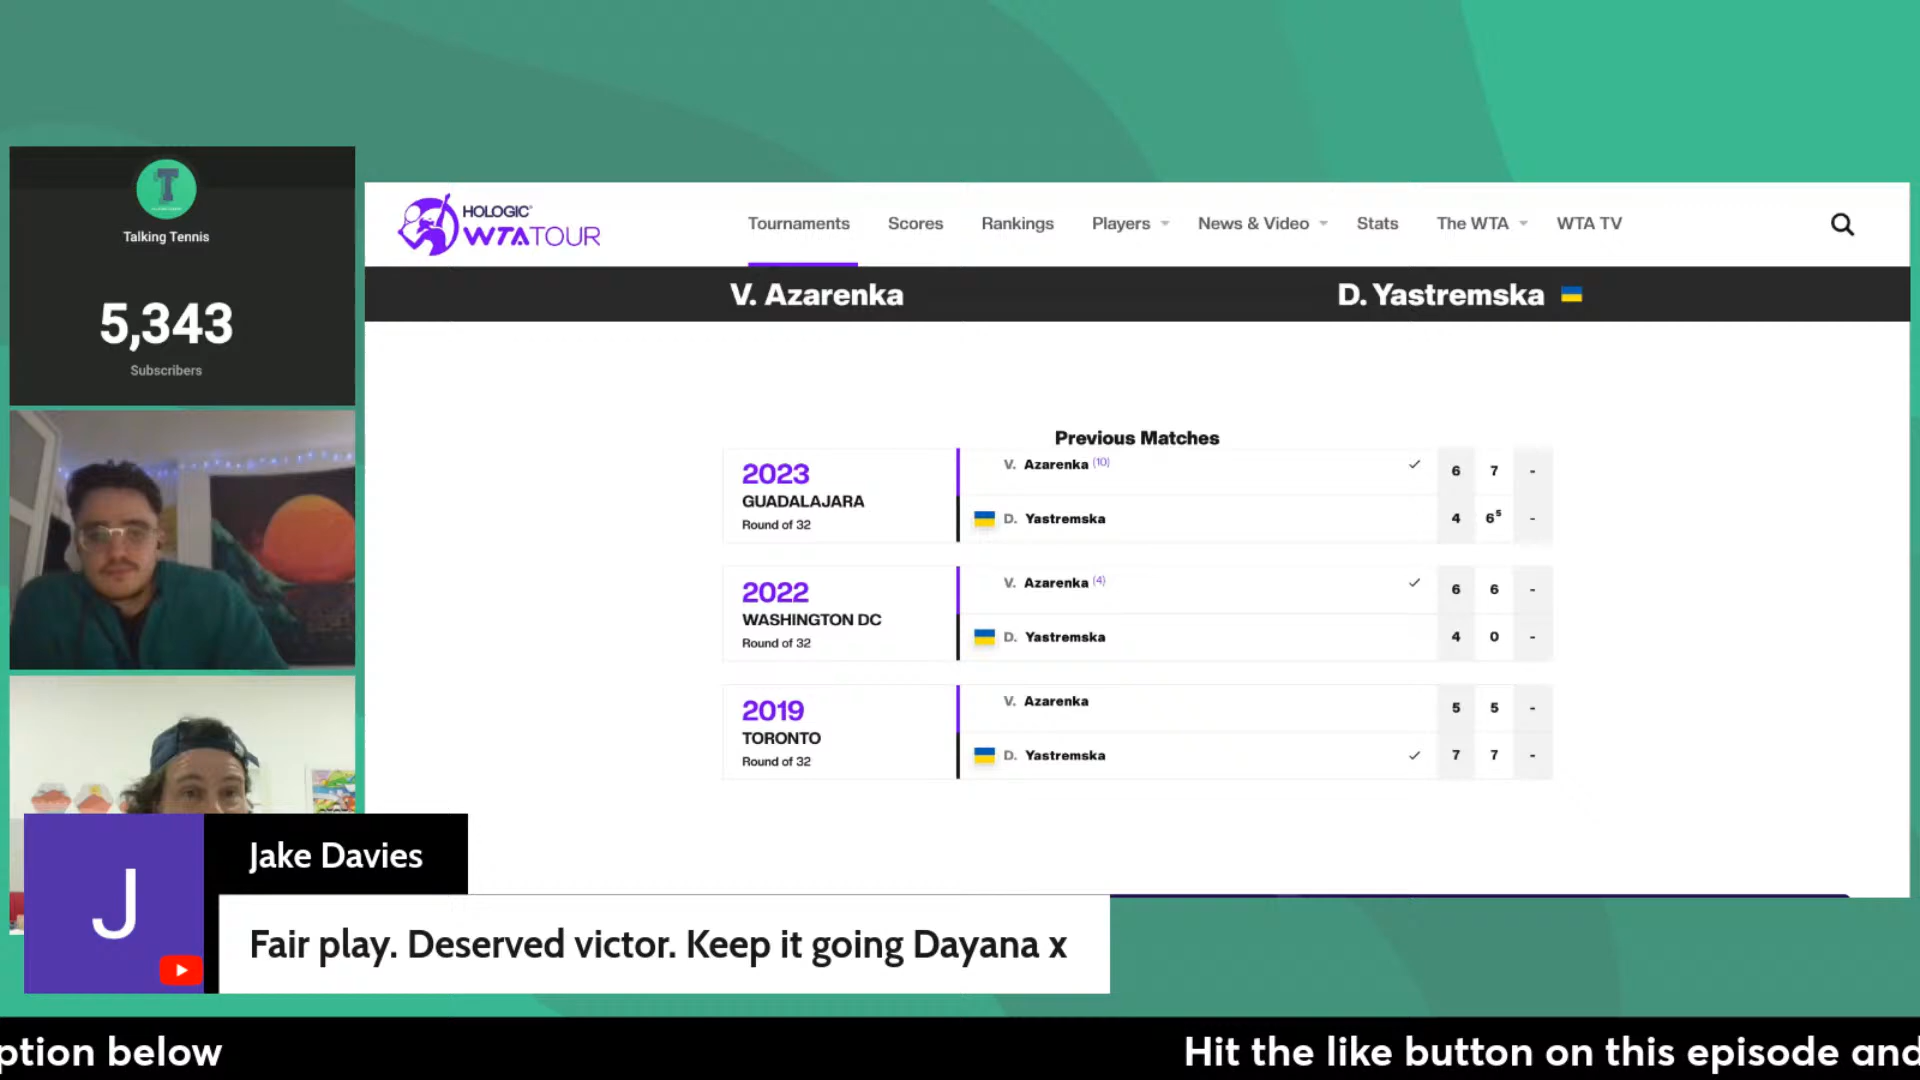 Talking Tennis
5,343
Subscribers
HOLOGIC
WTATOUR
Tournaments Scores Rankings Players News & Video Stats The WTA WTA TV
V. Azarenka D. Yastremska
Previous Matches
2023
GUADALAJARA
Round of 32
V. Azarenka (10) 6 7 -
D. Yastremska 4 6⁵ -
2022
WASHINGTON DC
Round of 32
V. Azarenka (4) 6 6 -
D. Yastremska 4 0 -
2019
TORONTO
Round of 32
V. Azarenka 5 5 -
D. Yastremska 7 7 -
J
Jake Davies
Fair play. Deserved victor. Keep it going Dayana x
ption below Hit the like button on this episode and